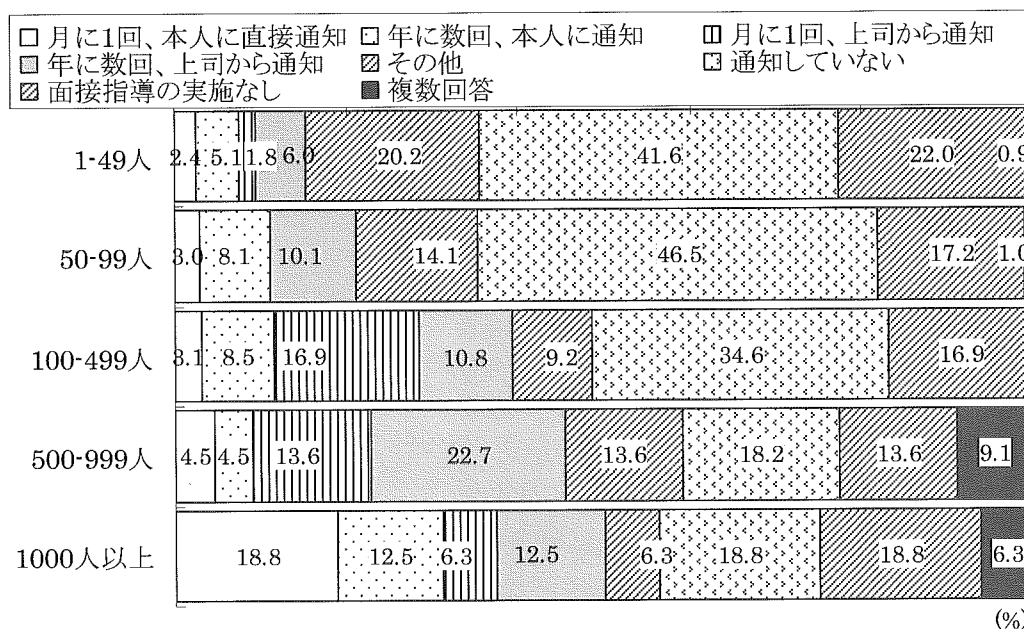 月に1回、本人に直接通知 年に数回、本人に通知 月に1回、上司から通知
年に数回、上司から通知 その他 通知していない
面接指導の実施なし 複数回答
1-49人 2.4 5.1 1.8 6.0 20.2 41.6 22.0 0.9
50-99人 3.0 8.1 10.1 14.1 46.5 17.2 1.0
100-499人 3.1 8.5 16.9 10.8 9.2 34.6 16.9
500-999人 4.5 4.5 13.6 22.7 13.6 18.2 13.6 9.1
1000人以上 18.8 12.5 6.3 12.5 6.3 18.8 18.8 6.3
(%)